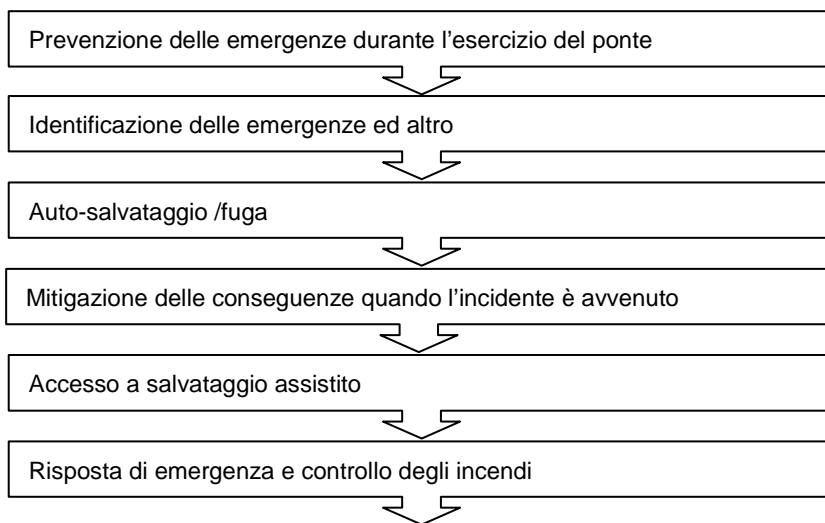 Prevenzione delle emergenze durante l'esercizio del ponte
Identificazione delle emergenze ed altro
Auto-salvataggio /fuga
Mitigazione delle conseguenze quando l'incidente è avvenuto
Accesso a salvataggio assistito
Risposta di emergenza e controllo degli incendi